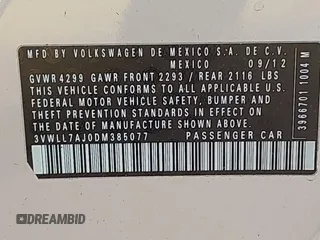 MFD. BY VOLKSWAGEN DE MEXICO S.A. DE C.V.
09/12
GVWR 4299 GAWR FRONT 2293 / REAR 2116 LBS
THIS VEHICLE CONFORMS TO ALL APPLICABLE U.S.
FEDERAL MOTOR VEHICLE SAFETY, BUMPER AND
THEFT PREVENTION STANDARDS IN EFFECT ON THE
DATE OF MANUFACTURE SHOWN ABOVE
3VWLL7AJ0DM385077 PASSENGER CAR
3966701 1004 M
DREAMBID